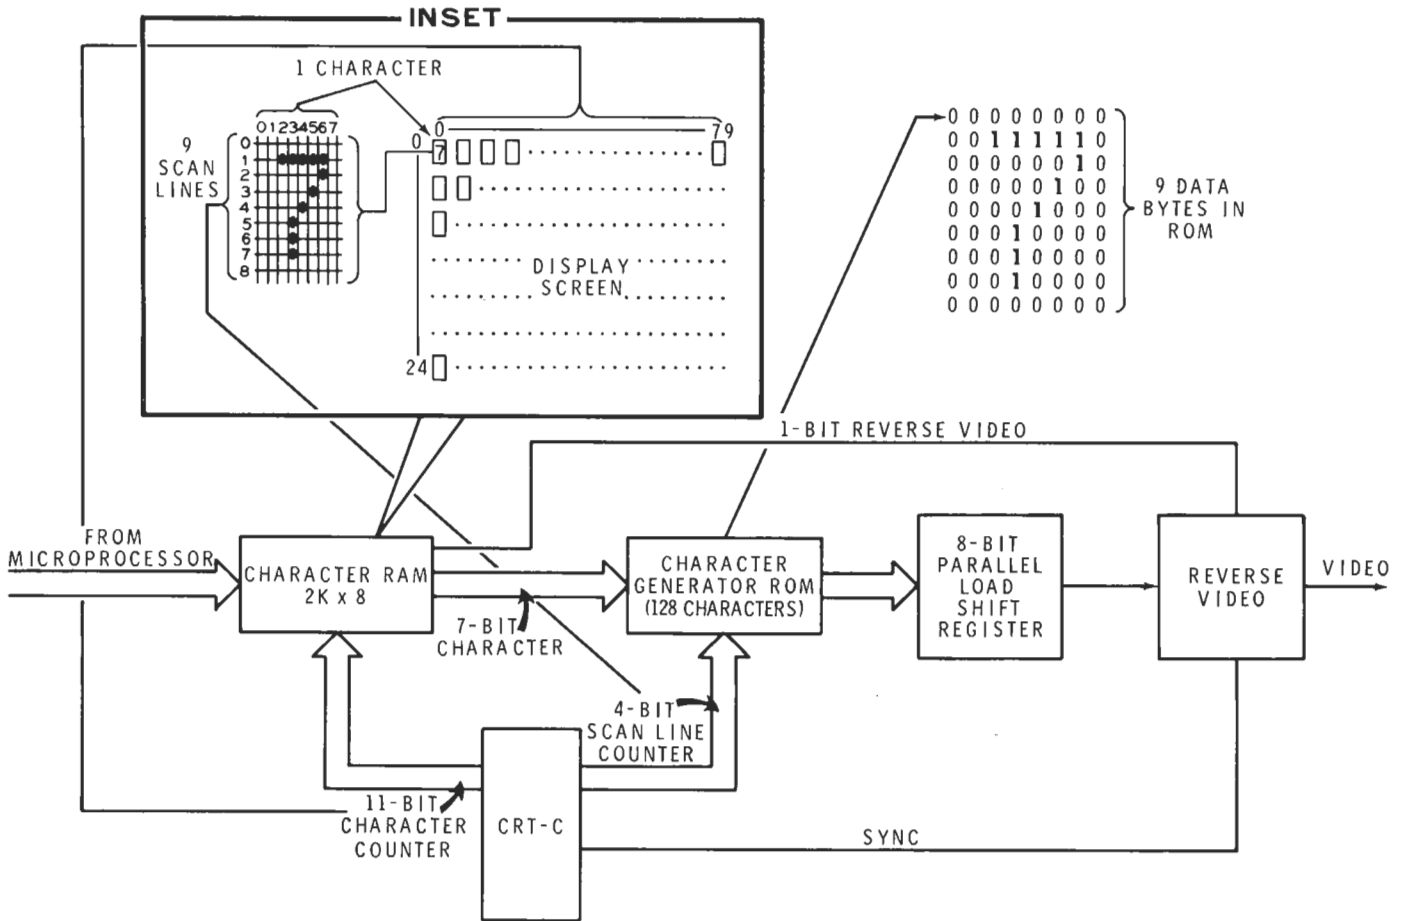 INSET
1 CHARACTER
01234567
0
1
2
3
4
5
6
7
8
9
SCAN
LINES
0
79
0
7
DISPLAY
SCREEN
24
0 0 0 0 0 0 0 0
0 0 1 1 1 1 1 0
0 0 0 0 0 0 1 0
0 0 0 0 0 1 0 0
0 0 0 0 1 0 0 0
0 0 0 1 0 0 0 0
0 0 0 1 0 0 0 0
0 0 0 1 0 0 0 0
0 0 0 0 0 0 0 0
9 DATA
BYTES IN
ROM
1-BIT REVERSE VIDEO
FROM
MICROPROCESSOR
CHARACTER RAM
2K x 8
7-BIT
CHARACTER
CHARACTER
GENERATOR ROM
(128 CHARACTERS)
8-BIT
PARALLEL
LOAD
SHIFT
REGISTER
REVERSE
VIDEO
VIDEO
4-BIT
SCAN LINE
COUNTER
11-BIT
CHARACTER
COUNTER
CRT-C
SYNC